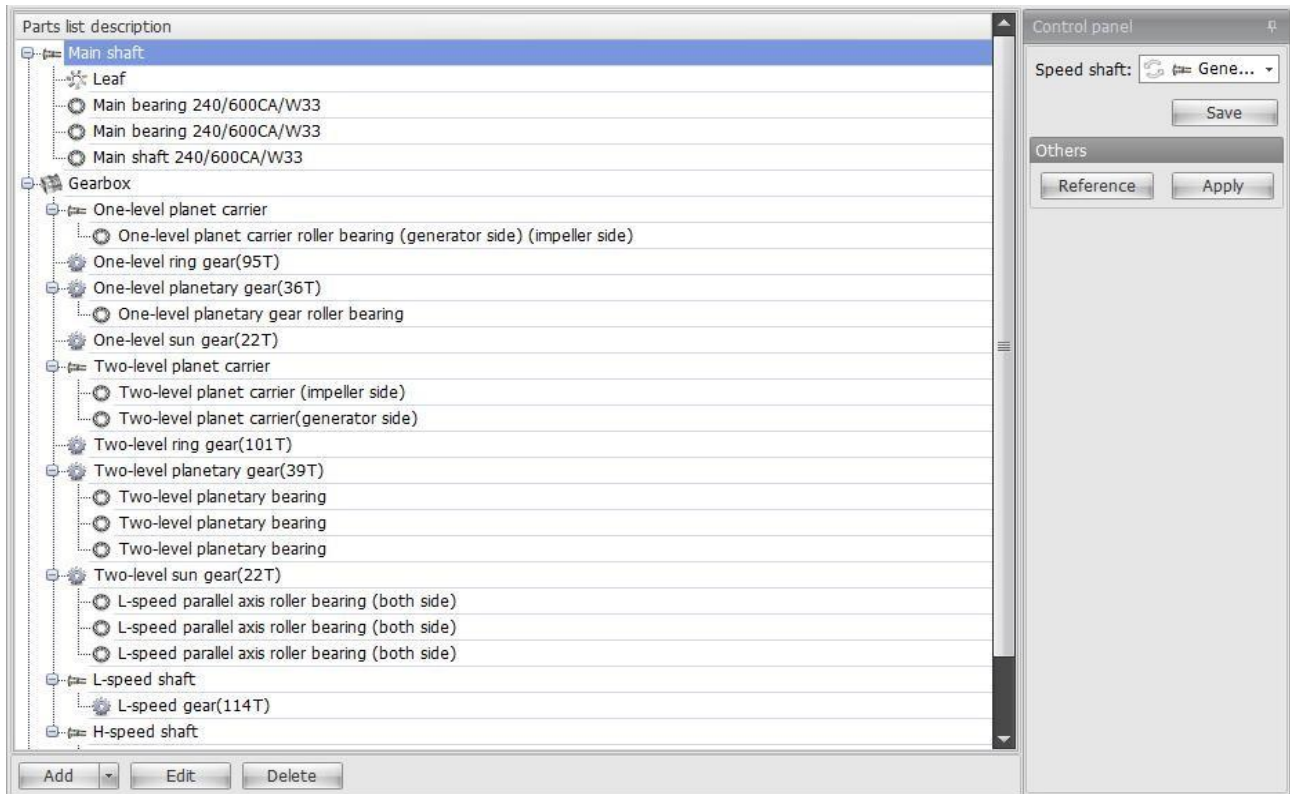 Parts list description
Main shaft
Leaf
Main bearing 240/600CA/W33
Main bearing 240/600CA/W33
Main shaft 240/600CA/W33
Gearbox
One-level planet carrier
One-level planet carrier roller bearing (generator side) (impeller side)
One-level ring gear(95T)
One-level planetary gear(36T)
One-level planetary gear roller bearing
One-level sun gear(22T)
Two-level planet carrier
Two-level planet carrier (impeller side)
Two-level planet carrier(generator side)
Two-level ring gear(101T)
Two-level planetary gear(39T)
Two-level planetary bearing
Two-level planetary bearing
Two-level planetary bearing
Two-level sun gear(22T)
L-speed parallel axis roller bearing (both side)
L-speed parallel axis roller bearing (both side)
L-speed parallel axis roller bearing (both side)
L-speed shaft
L-speed gear(114T)
H-speed shaft
Add Edit Delete
Control panel
Speed shaft: Gene...
Save
Others
Reference Apply